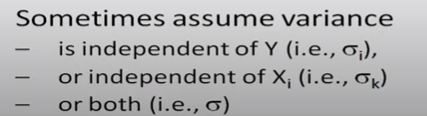 Sometimes assume variance
– is independent of Y (i.e., σᵢ),
– or independent of Xᵢ (i.e., σₖ)
– or both (i.e., σ)